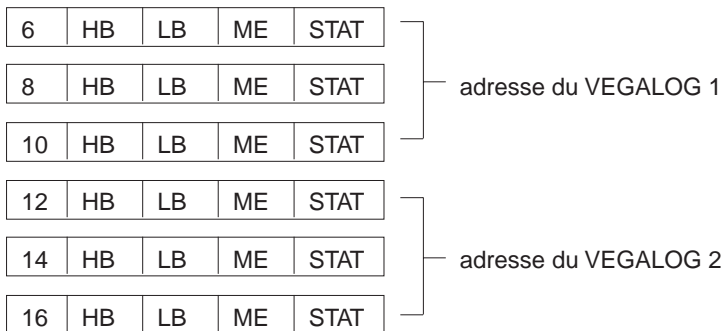 6 HB LB ME STAT
8 HB LB ME STAT adresse du VEGALOG 1
10 HB LB ME STAT
12 HB LB ME STAT
14 HB LB ME STAT adresse du VEGALOG 2
16 HB LB ME STAT